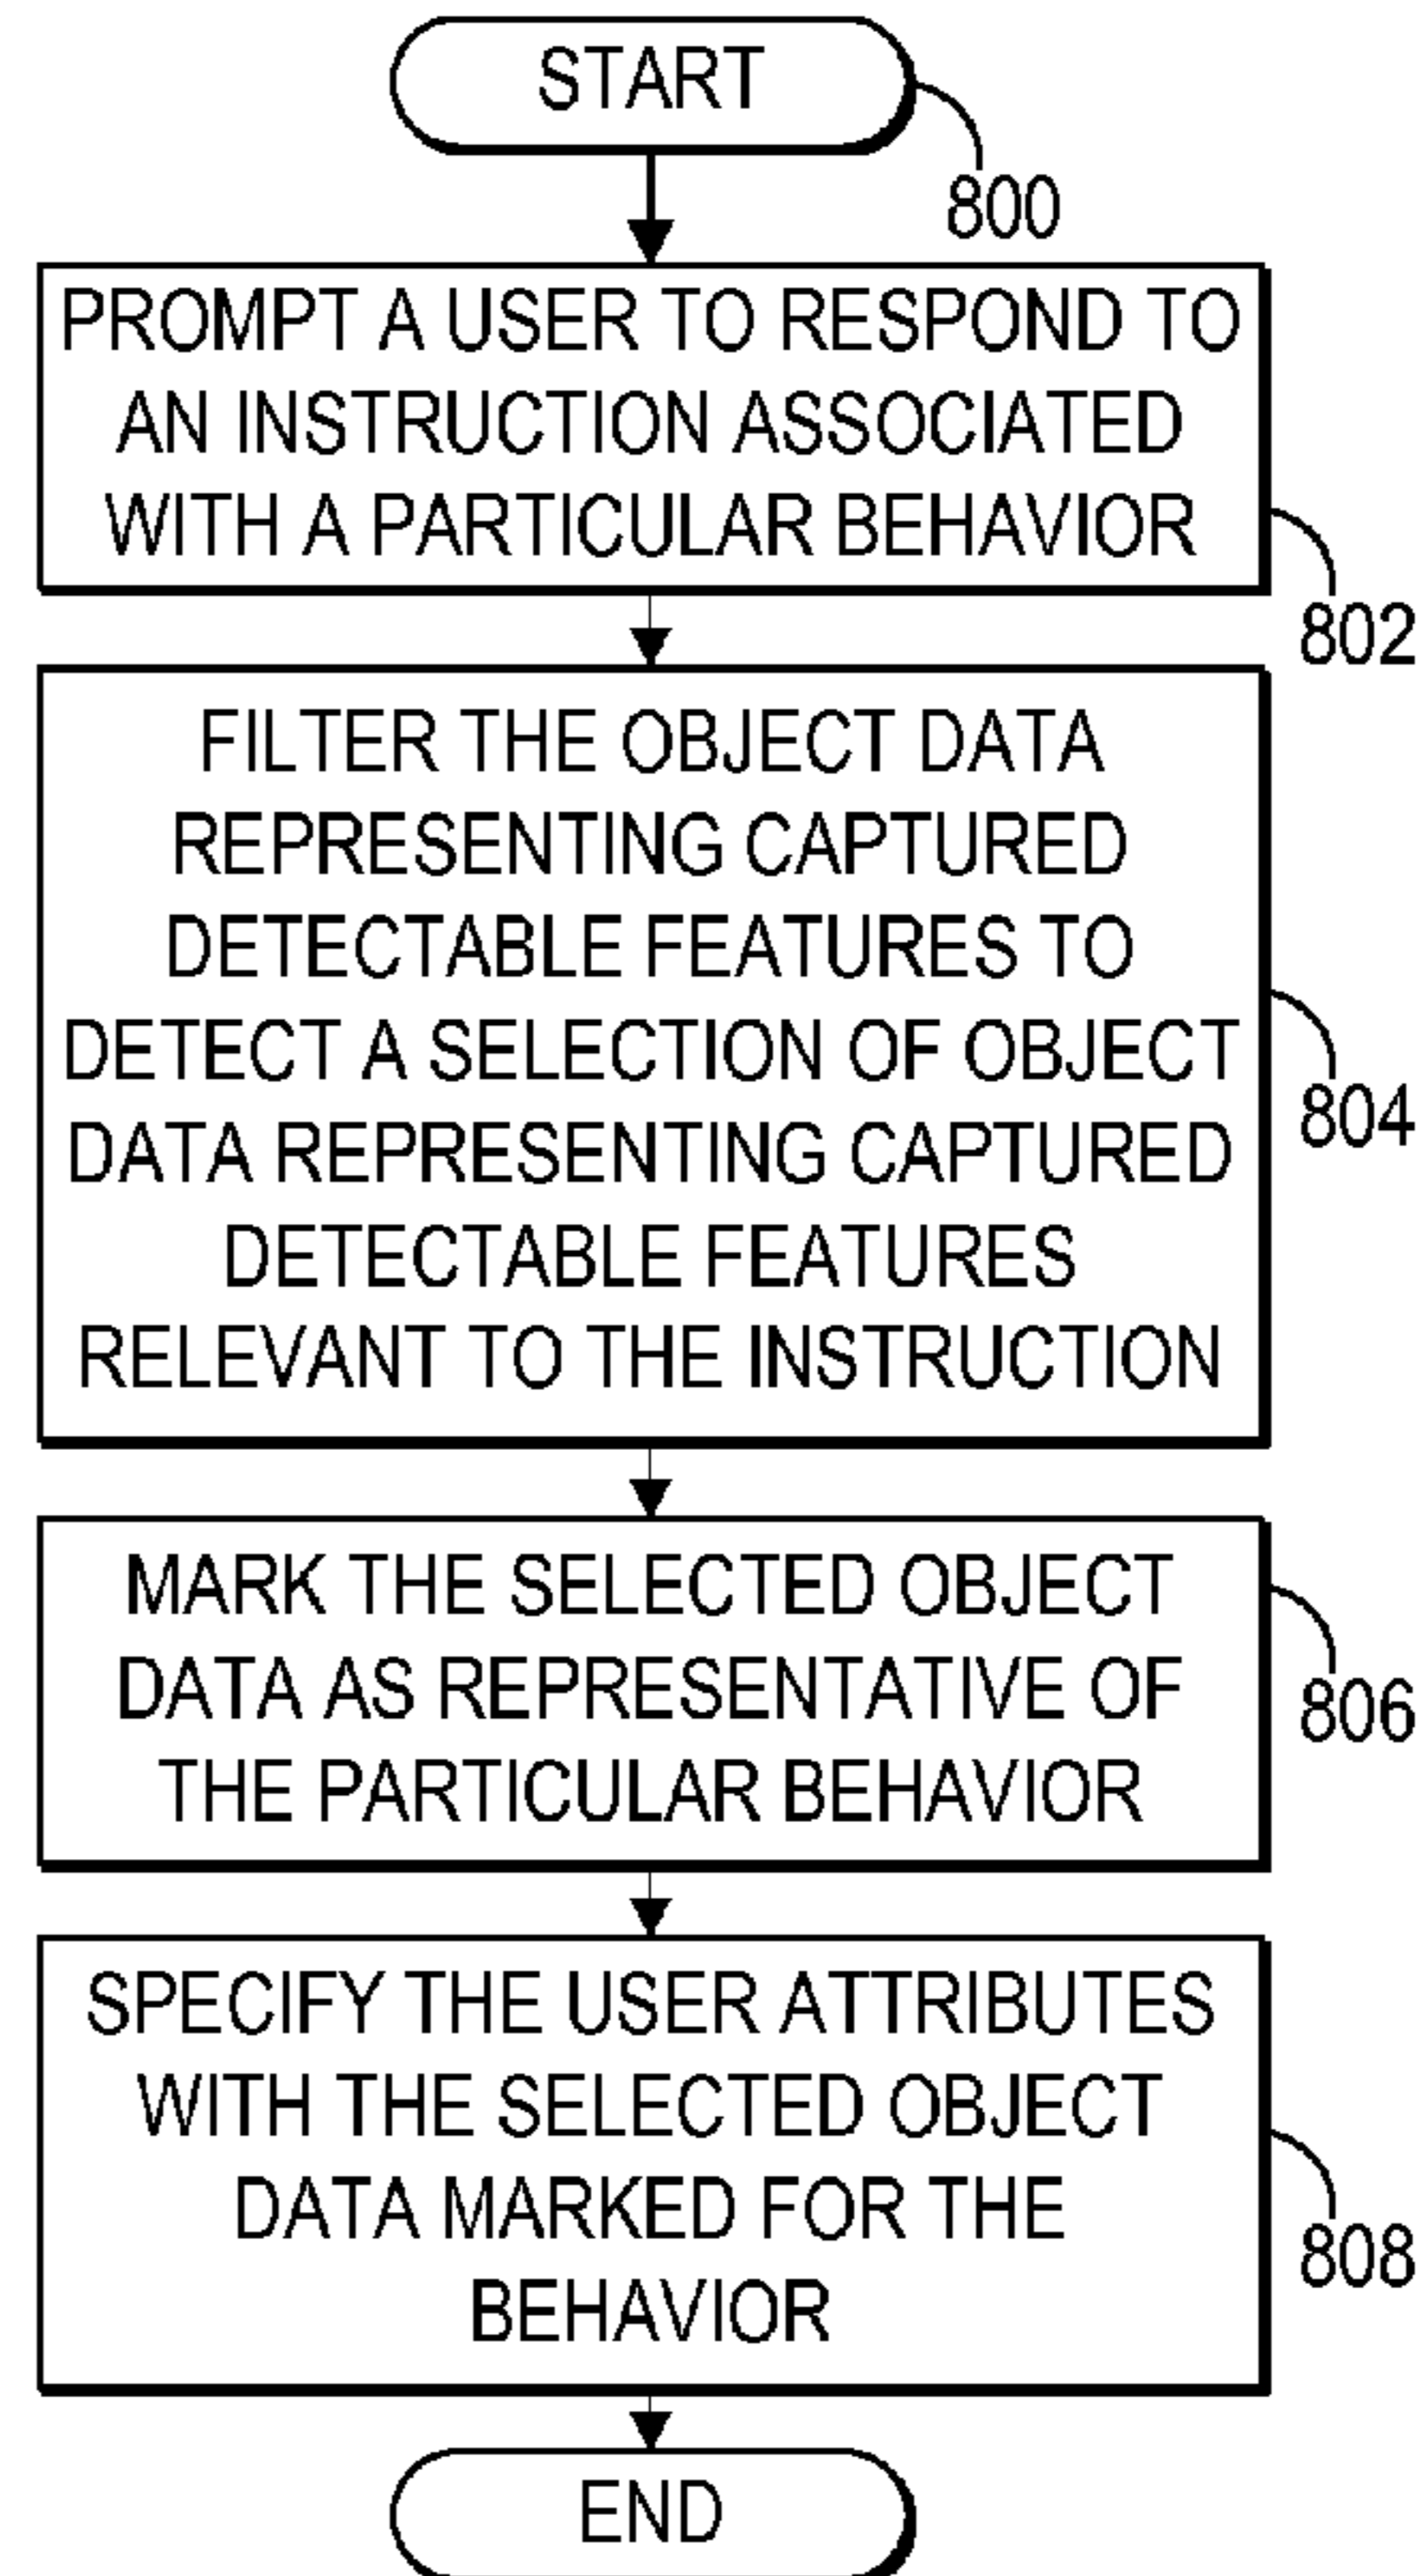 START
800
PROMPT A USER TO RESPOND TO
AN INSTRUCTION ASSOCIATED
WITH A PARTICULAR BEHAVIOR
802
FILTER THE OBJECT DATA
REPRESENTING CAPTURED
DETECTABLE FEATURES TO
DETECT A SELECTION OF OBJECT
DATA REPRESENTING CAPTURED
DETECTABLE FEATURES
RELEVANT TO THE INSTRUCTION
804
MARK THE SELECTED OBJECT
DATA AS REPRESENTATIVE OF
THE PARTICULAR BEHAVIOR
806
SPECIFY THE USER ATTRIBUTES
WITH THE SELECTED OBJECT
DATA MARKED FOR THE
BEHAVIOR
808
END